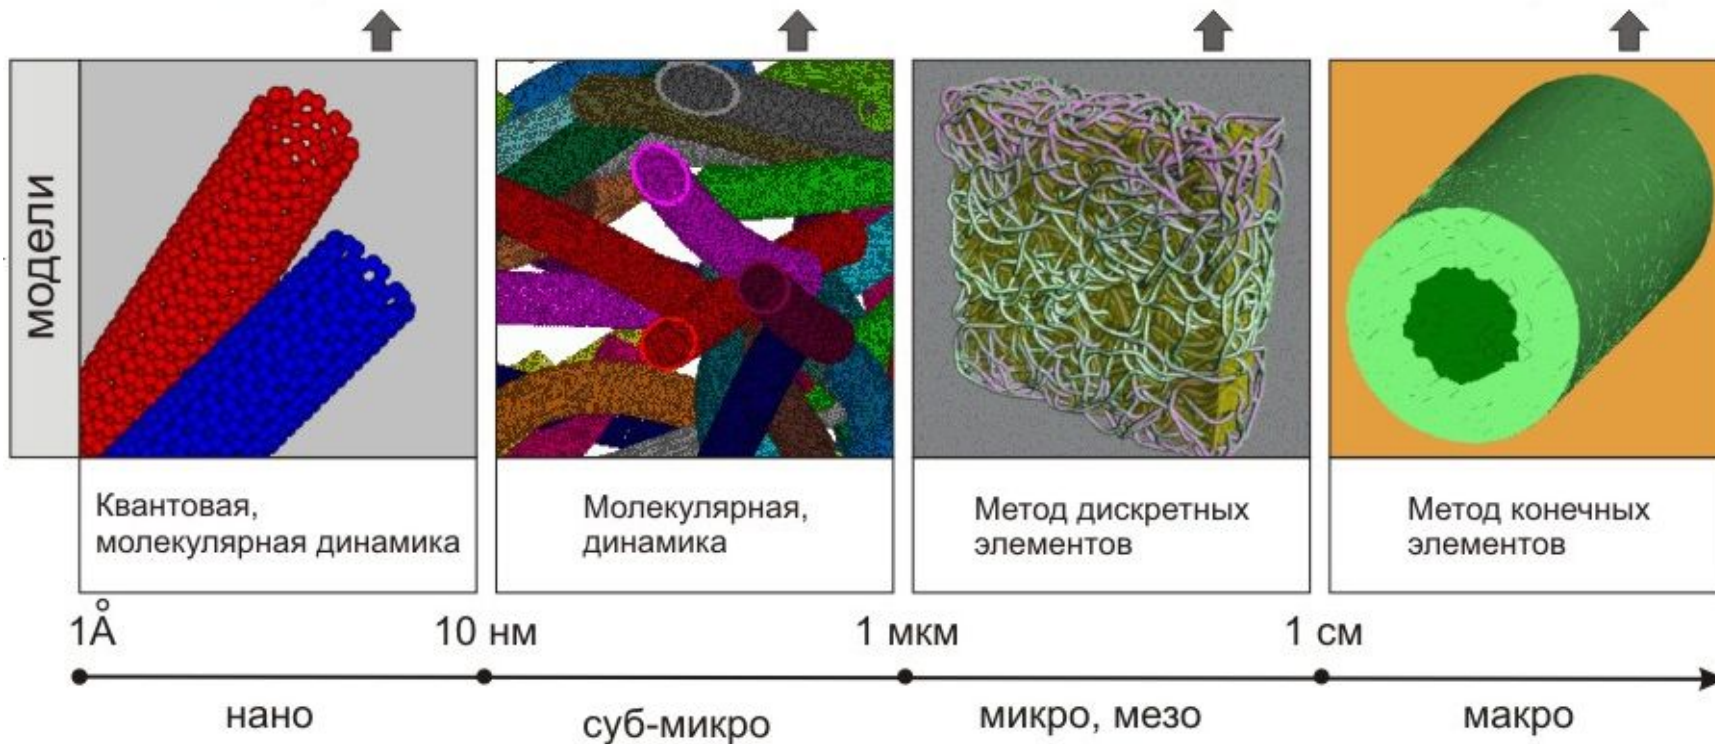 модели
Квантовая,
молекулярная динамика
Молекулярная,
динамика
Метод дискретных
элементов
Метод конечных
элементов
1Å
10 нм
1 мкм
1 см
нано
суб-микро
микро, мезо
макро